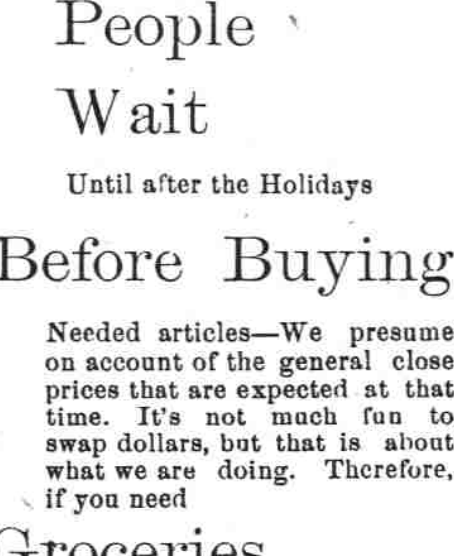 People
Wait
Until after the Holidays
Before Buying
Needed articles—We presume
on account of the general close
prices that are expected at that
time. It's not much fun to
swap dollars, but that is about
what we are doing. Therefore,
if you need
Groceries